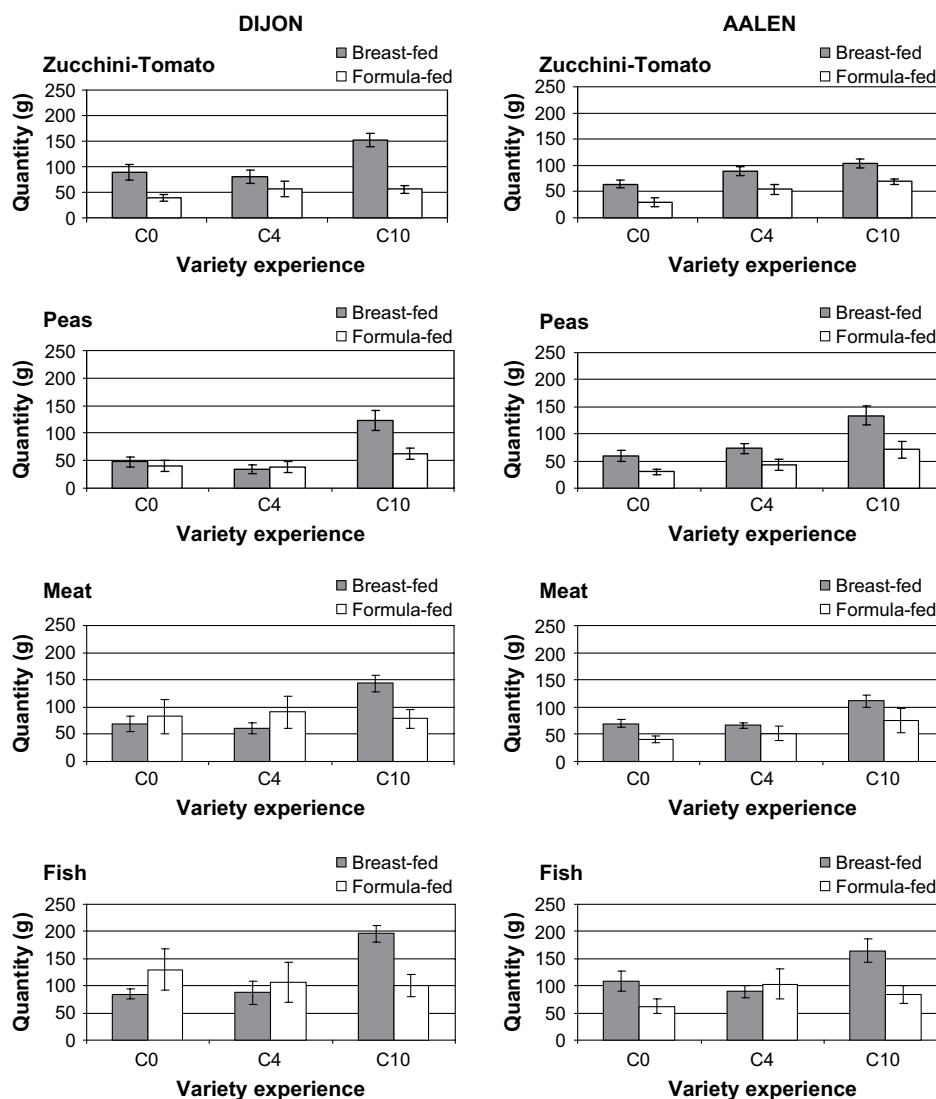 DIJON
Zucchini-Tomato
Breast-fed
Formula-fed
Quantity (g)
250
200
150
100
50
0
C0 C4 C10
Variety experience
Peas
Breast-fed
Formula-fed
Quantity (g)
250
200
150
100
50
0
C0 C4 C10
Variety experience
Meat
Breast-fed
Formula-fed
Quantity (g)
250
200
150
100
50
0
C0 C4 C10
Variety experience
Fish
Breast-fed
Formula-fed
Quantity (g)
250
200
150
100
50
0
C0 C4 C10
Variety experience
AALEN
Zucchini-Tomato
Breast-fed
Formula-fed
Quantity (g)
250
200
150
100
50
0
C0 C4 C10
Variety experience
Peas
Breast-fed
Formula-fed
Quantity (g)
250
200
150
100
50
0
C0 C4 C10
Variety experience
Meat
Breast-fed
Formula-fed
Quantity (g)
250
200
150
100
50
0
C0 C4 C10
Variety experience
Fish
Breast-fed
Formula-fed
Quantity (g)
250
200
150
100
50
0
C0 C4 C10
Variety experience